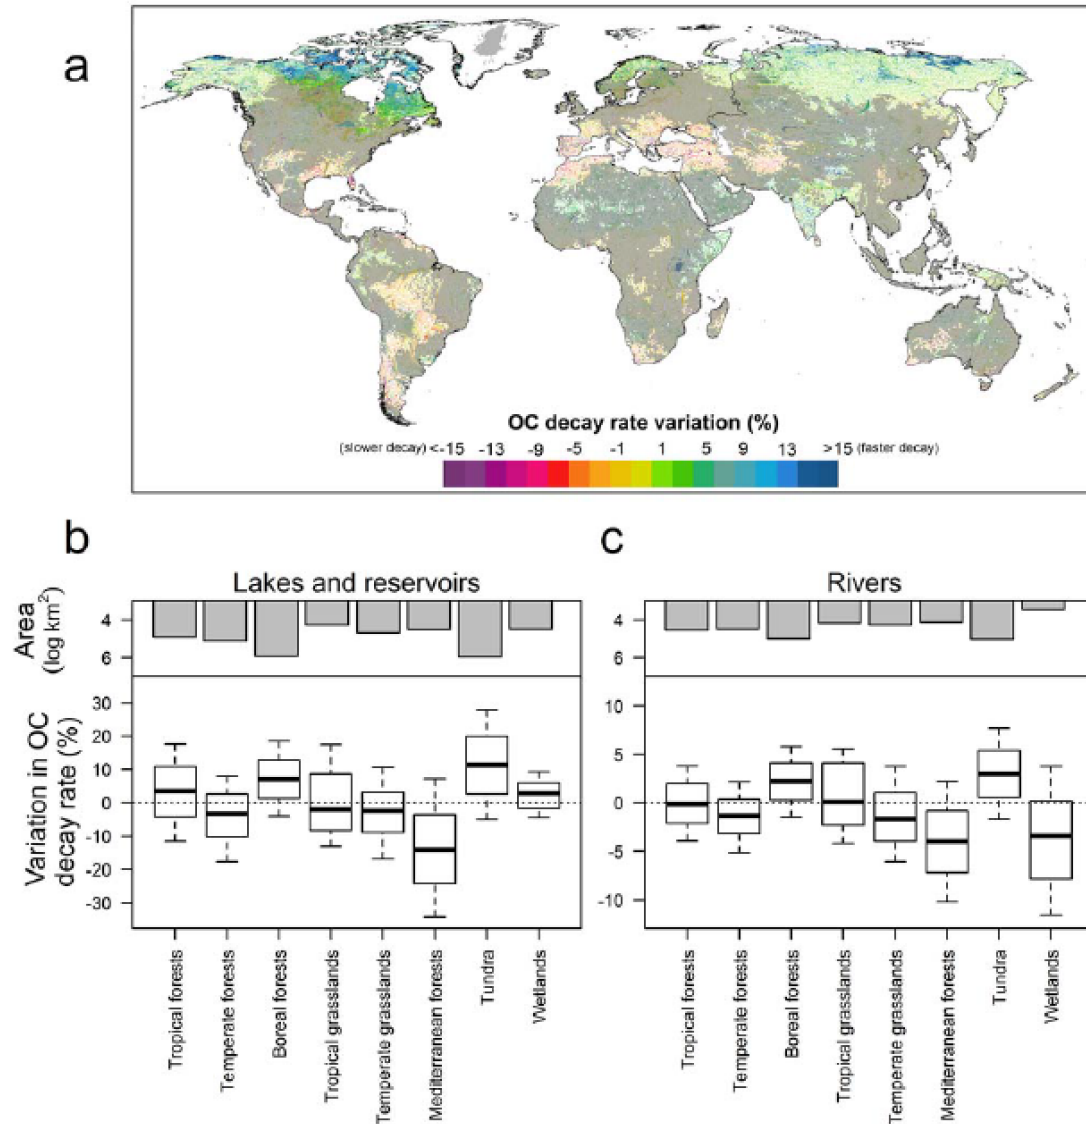 a
OC decay rate variation (%)
(slower decay) <-15 -13 -9 -5 -1 1 5 9 13 >15 (faster decay)
b
c
Lakes and reservoirs
Rivers
Area
(log km²)
4
6
4
6
Variation in OC
decay rate (%)
30
20
10
0
-10
-20
-30
10
5
0
-5
-10
Tropical forests
Temperate forests
Boreal forests
Tropical grasslands
Temperate grasslands
Mediterranean forests
Tundra
Wetlands
Tropical forests
Temperate forests
Boreal forests
Tropical grasslands
Temperate grasslands
Mediterranean forests
Tundra
Wetlands